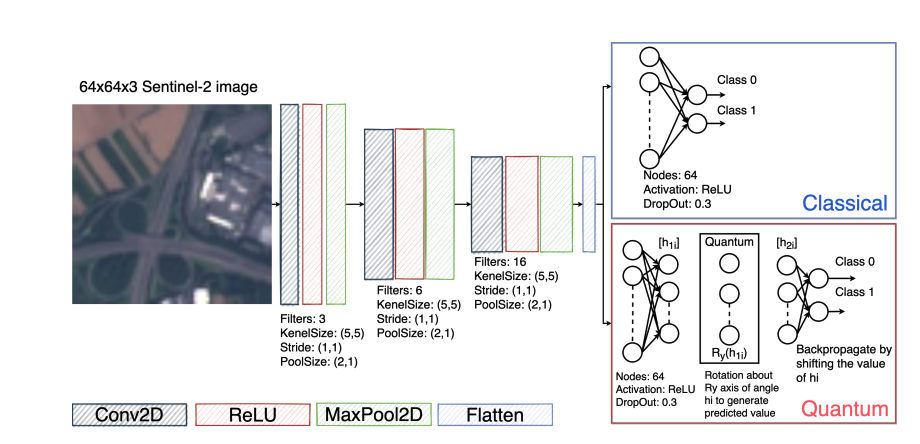 64x64x3 Sentinel-2 image
Filters: 3
KenelSize: (5,5)
Stride: (1,1)
PoolSize: (2,1)
Filters: 6
KenelSize: (5,5)
Stride: (1,1)
PoolSize: (2,1)
Filters: 16
KenelSize: (5,5)
Stride: (1,1)
PoolSize: (2,1)
Class 0
Class 1
Nodes: 64
Activation: ReLU
DropOut: 0.3
Classical
[h1i]
Quantum
[h2i]
Class 0
Class 1
Ry(h1i)
Nodes: 64
Activation: ReLU
DropOut: 0.3
Rotation about
Ry axis of angle
hi to generate
predicted value
Backpropagate by
shifting the value
of hi
Quantum
Conv2D
ReLU
MaxPool2D
Flatten